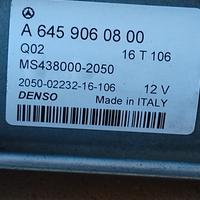 A 645 906 08 00
Q02 16 T 106
MS438000-2050
2050-02232-16-106 12 V
DENSO Made in ITALY